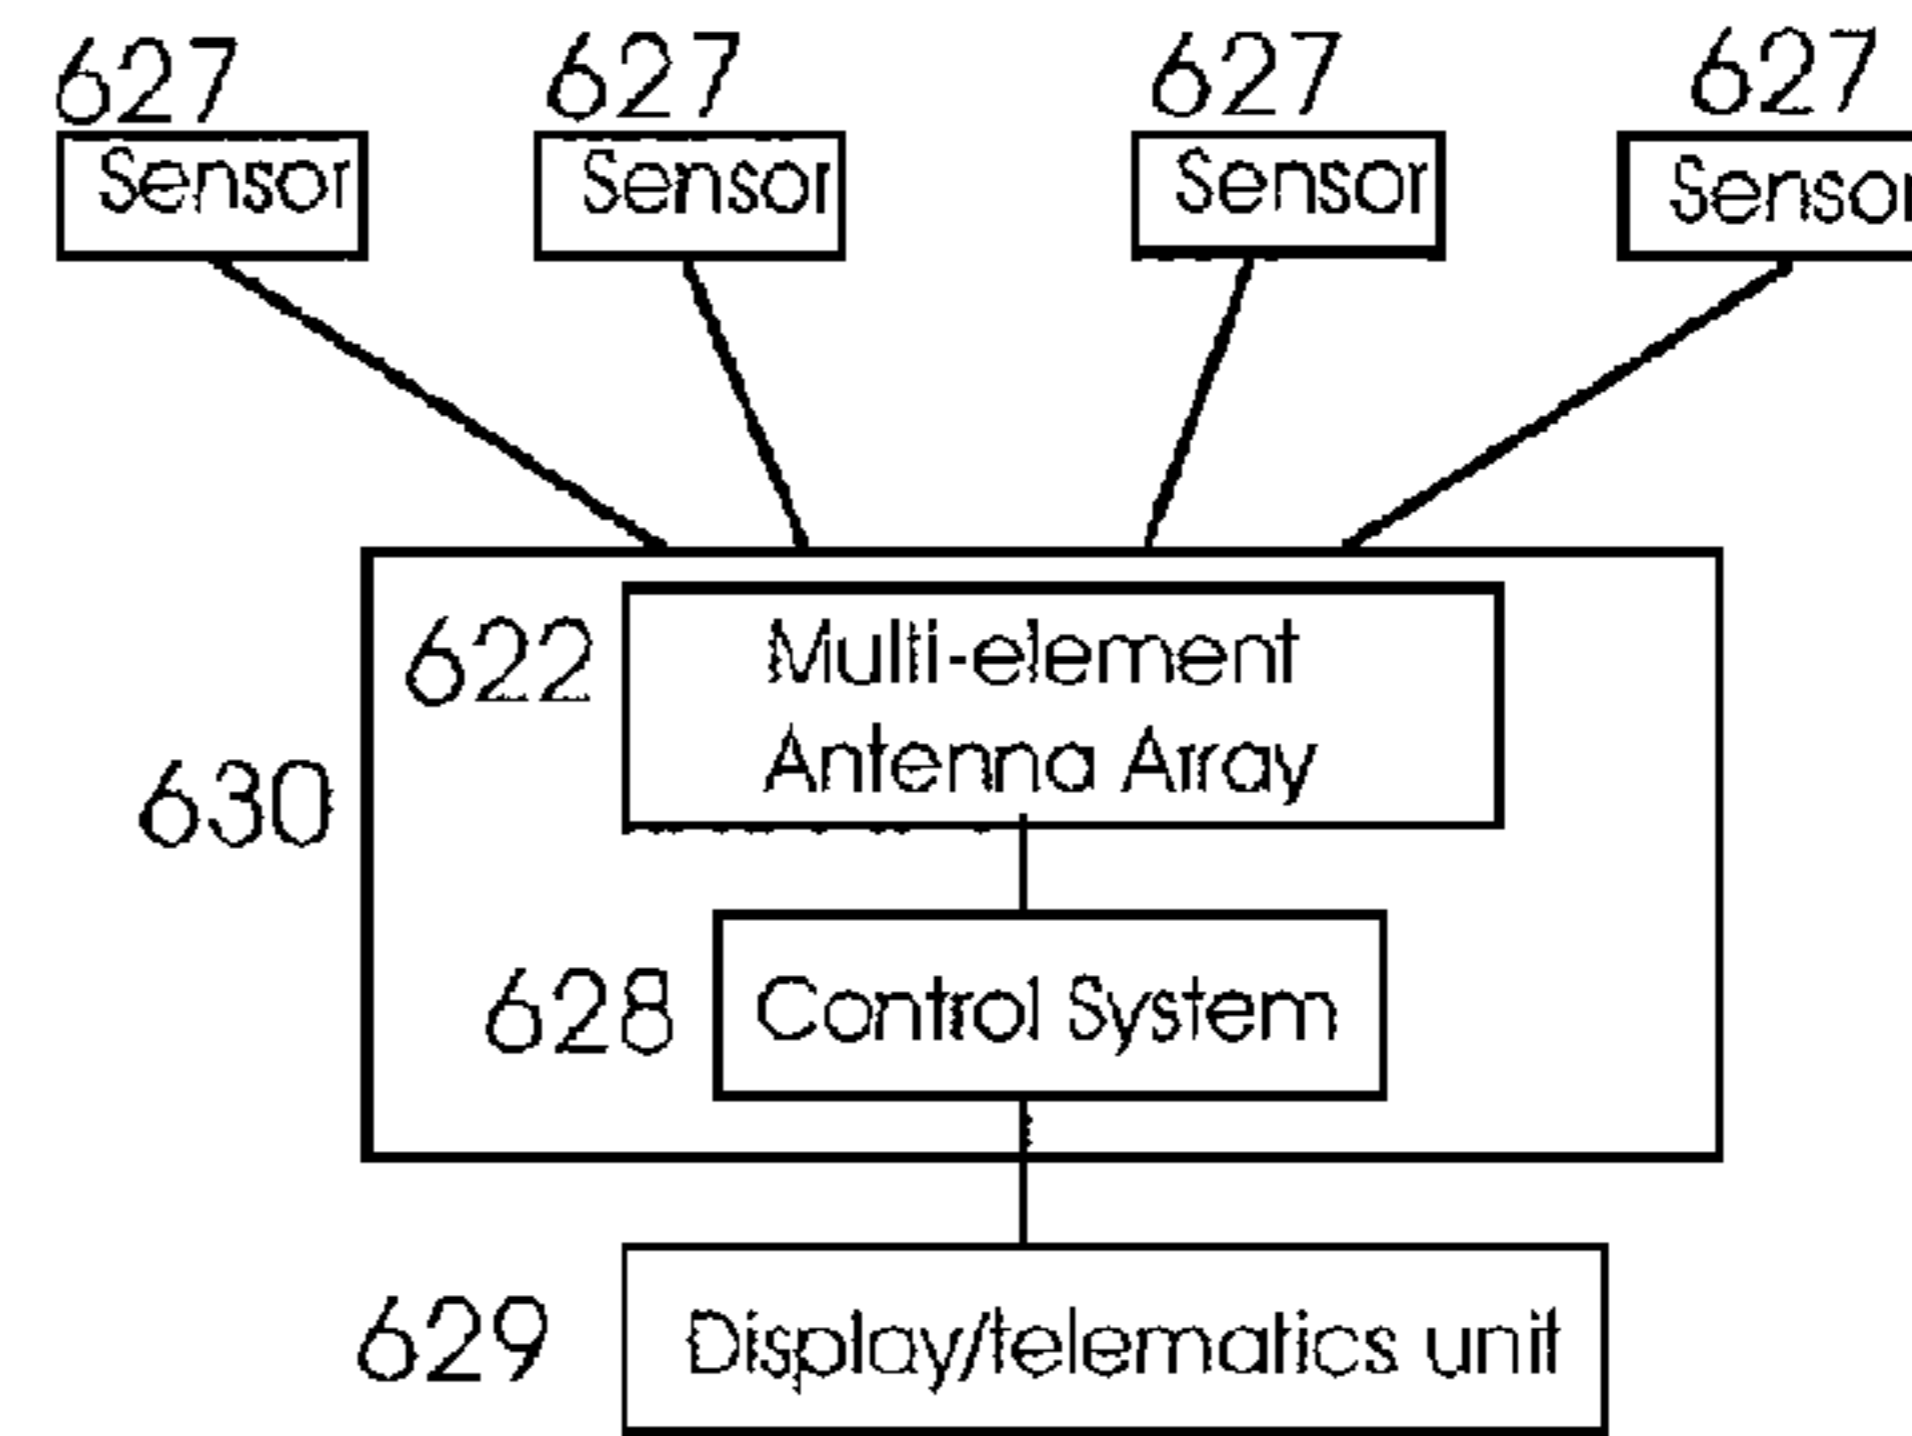 627 627 627 627
Sensor Sensor Sensor Sensor
622 Multi-element
Antenna Array
630
628 Control System
629 Display/telematics unit